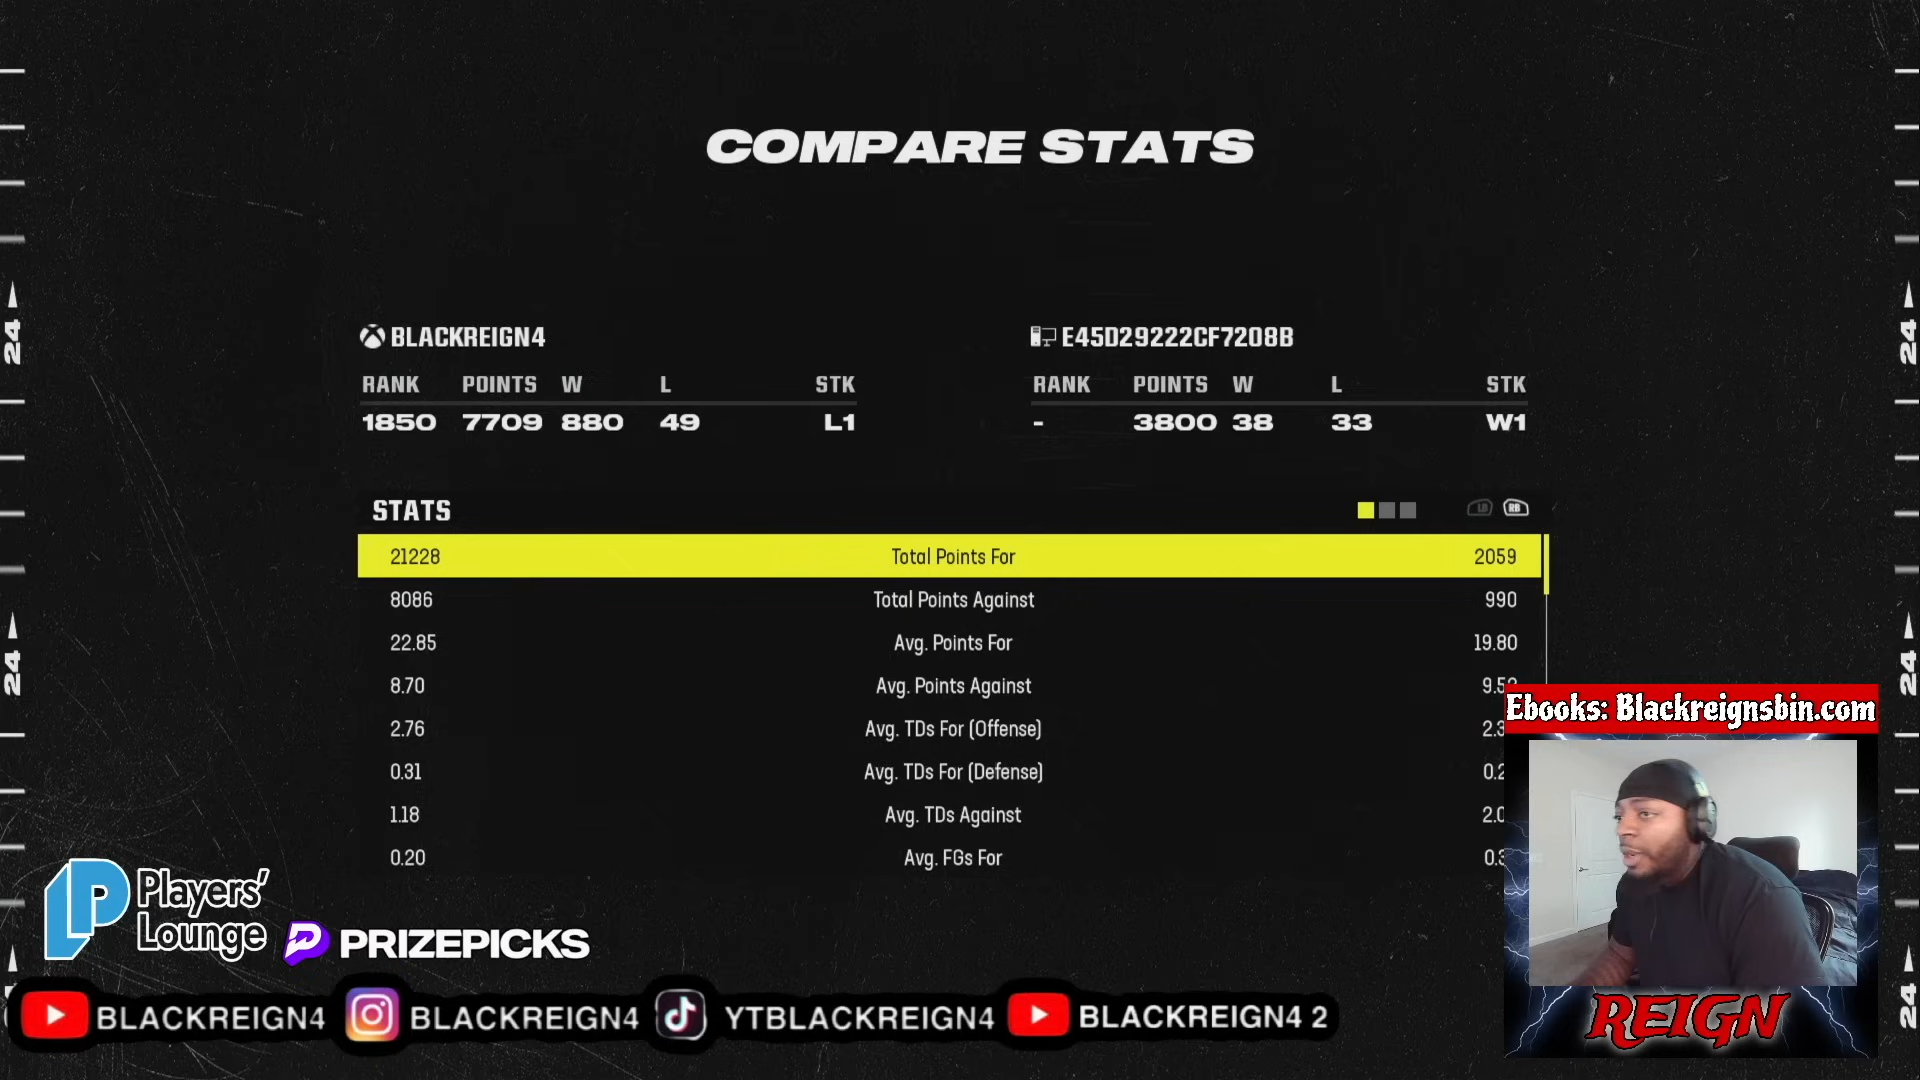 COMPARE STATS
BLACKREIGN4
RANK POINTS W L STK
1850 7709 880 49 L1
E45D29222CF7208B
RANK POINTS W L STK
- 3800 38 33 W1
STATS
LB RB
21228 Total Points For 2059
8086 Total Points Against 990
22.85 Avg. Points For 19.80
8.70 Avg. Points Against
2.76 Avg. TDs For (Offense)
0.31 Avg. TDs For (Defense)
1.18 Avg. TDs Against
0.20 Avg. FGs For
24
24
24
24
24
Ebooks: Blackreignsbin.com
REIGN
Players'
Lounge
PRIZEPICKS
BLACKREIGN4
BLACKREIGN4
YTBLACKREIGN4
BLACKREIGN4 2